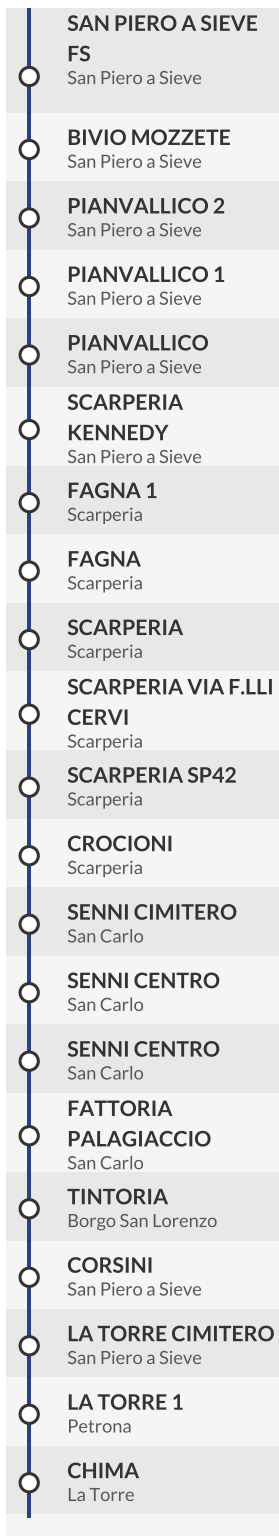 SAN PIERO A SIEVE
FS
San Piero a Sieve
BIVIO MOZZETE
San Piero a Sieve
PIANVALLICO 2
San Piero a Sieve
PIANVALLICO 1
San Piero a Sieve
PIANVALLICO
San Piero a Sieve
SCARPERIA
KENNEDY
San Piero a Sieve
FAGNA 1
Scarperia
FAGNA
Scarperia
SCARPERIA
Scarperia
SCARPERIA VIA F.LLI
CERVI
Scarperia
SCARPERIA SP42
Scarperia
CROCIONI
Scarperia
SENNI CIMITERO
San Carlo
SENNI CENTRO
San Carlo
SENNI CENTRO
San Carlo
FATTORIA
PALAGIACCIO
San Carlo
TINTORIA
Borgo San Lorenzo
CORSINI
San Piero a Sieve
LA TORRE CIMITERO
San Piero a Sieve
LA TORRE 1
Petrona
CHIMA
La Torre